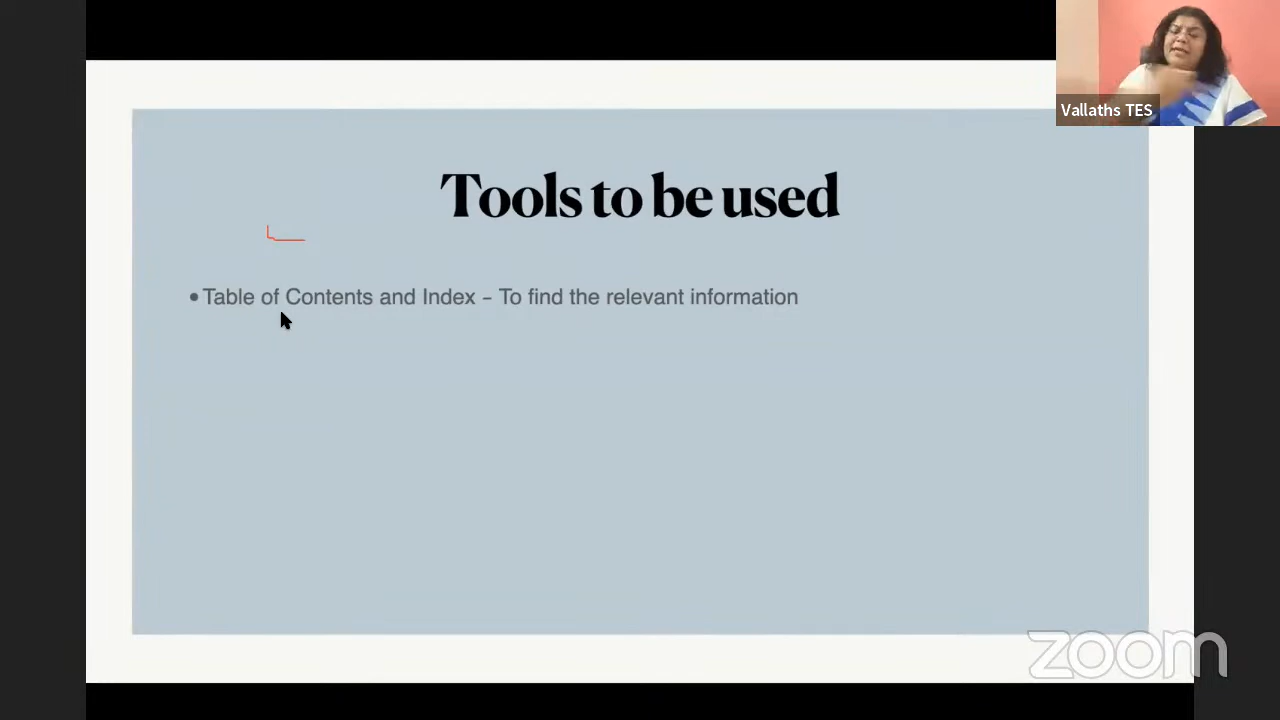 Vallaths TES
Tools to be used
• Table of Contents and Index – To find the relevant information
zoom